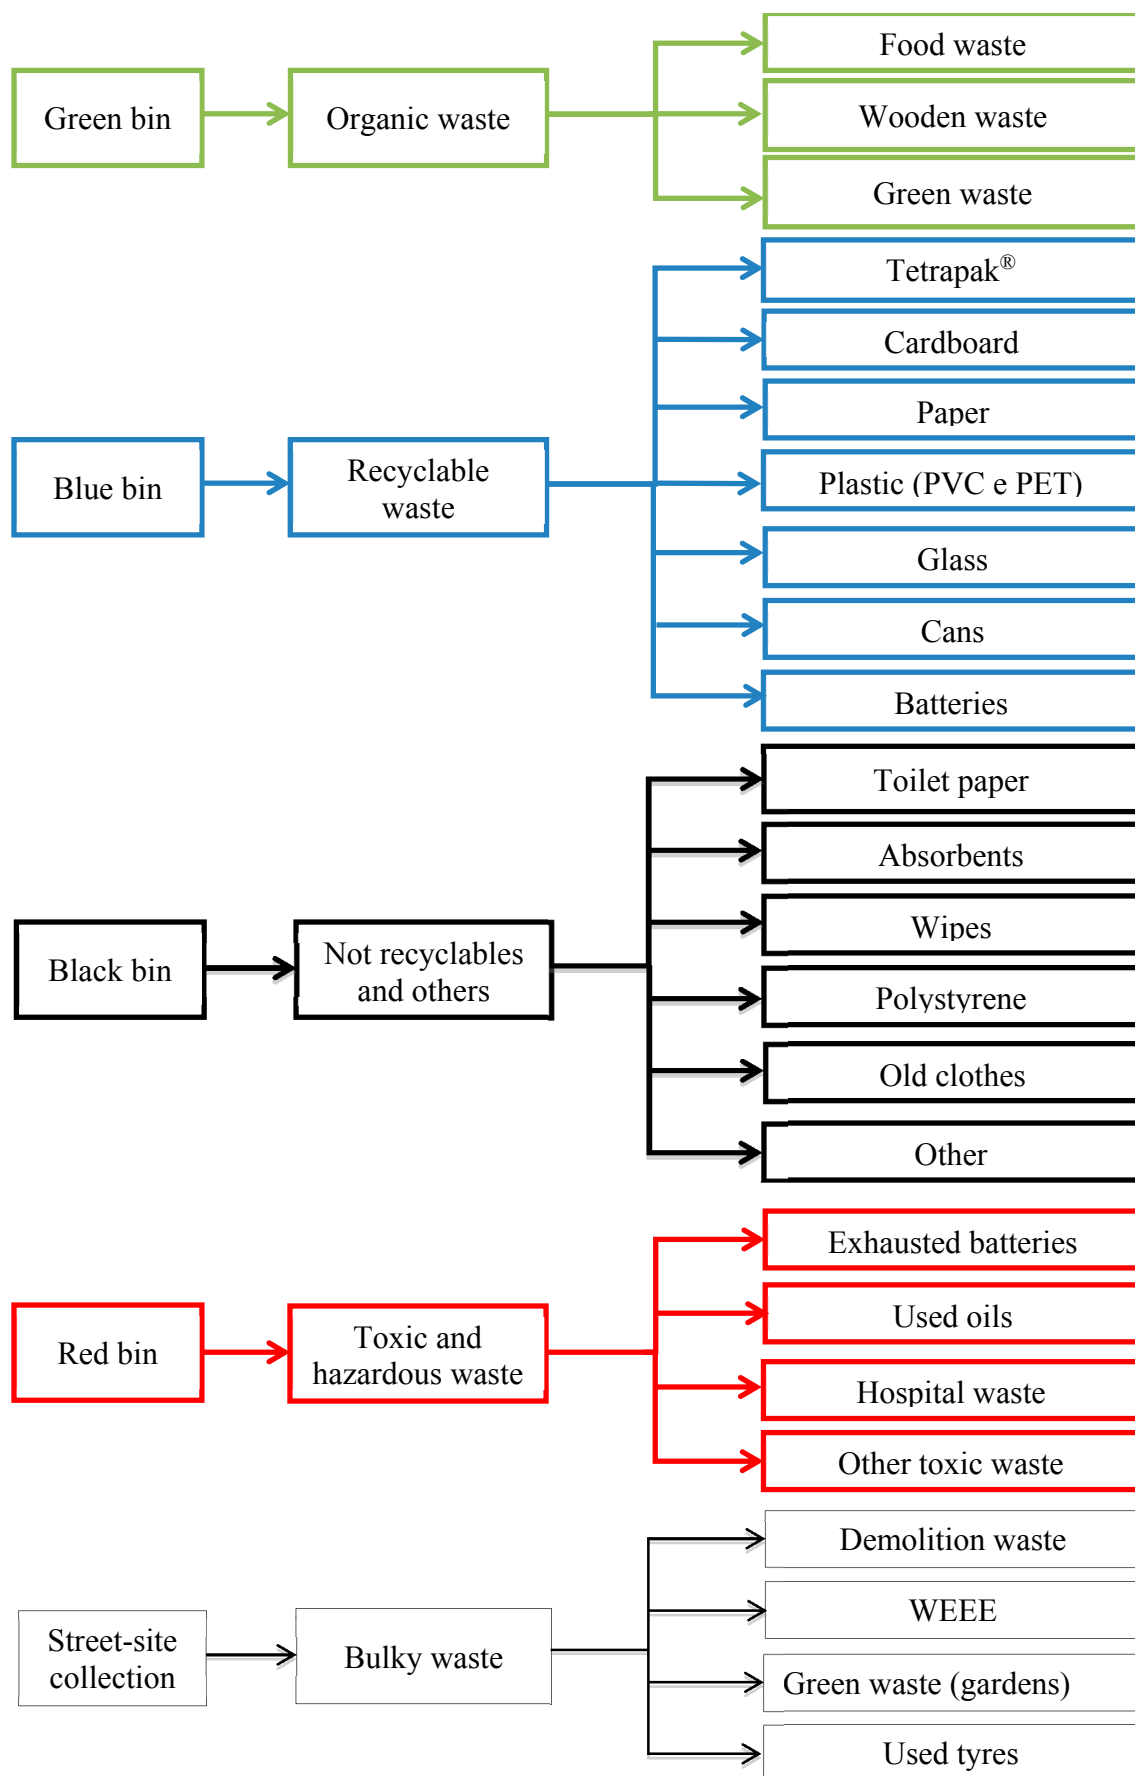 Green bin
Organic waste
Food waste
Wooden waste
Green waste
Blue bin
Recyclable
waste
Tetrapak®
Cardboard
Paper
Plastic (PVC e PET)
Glass
Cans
Batteries
Black bin
Not recyclables
and others
Toilet paper
Absorbents
Wipes
Polystyrene
Old clothes
Other
Red bin
Toxic and
hazardous waste
Exhausted batteries
Used oils
Hospital waste
Other toxic waste
Street-site
collection
Bulky waste
Demolition waste
WEEE
Green waste (gardens)
Used tyres